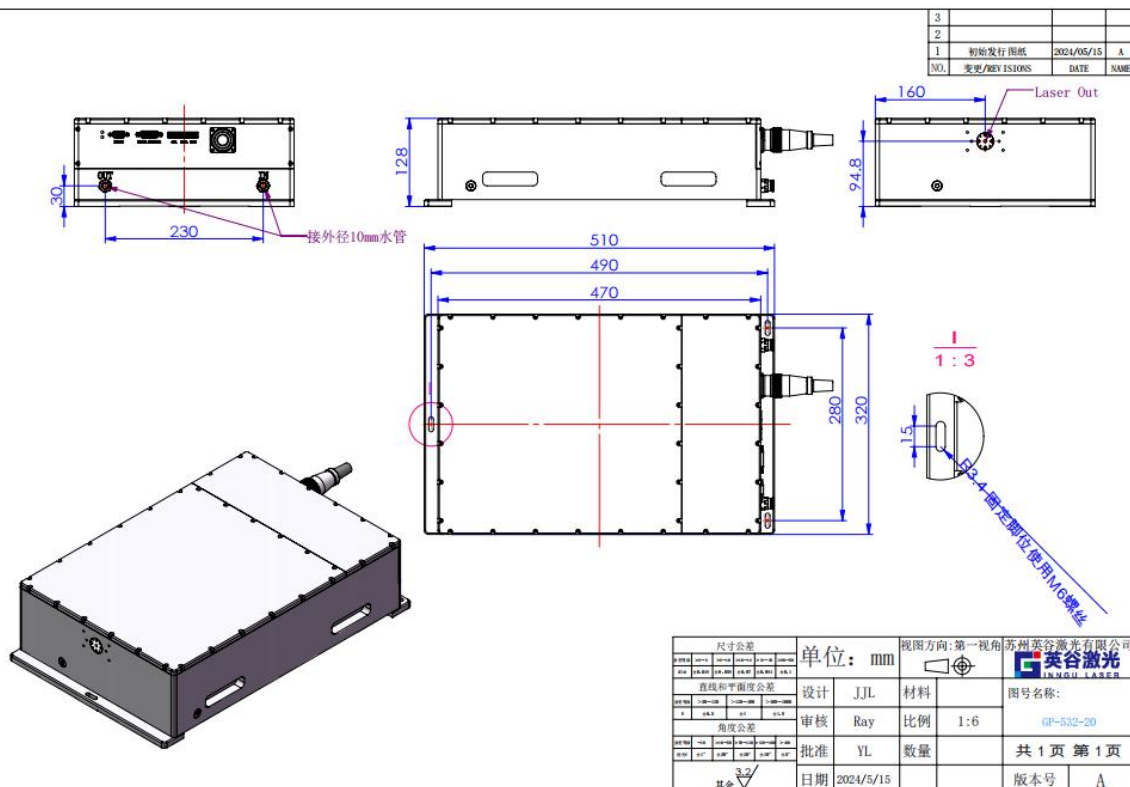 3
2
1 初始发行图纸 2024/05/15 A
NO. 变更/REVISIONS DATE NAME
160
Laser Out
128
94.8
OUT
IN
30
230
接外径10mm水管
510
490
470
I
1:3
280
320
15
R3.4 固定脚位使用M6螺丝
尺寸公差
直线和平面度公差
角度公差
其余 3.2
单位: mm
视图方向:第一视角
苏州英谷激光有限公司
英谷激光
INNGU LASER
设计 JJL 材料 图号名称:
审核 Ray 比例 1:6 GP-532-20
批准 YL 数量 共 1 页 第 1 页
日期 2024/5/15 版本号 A